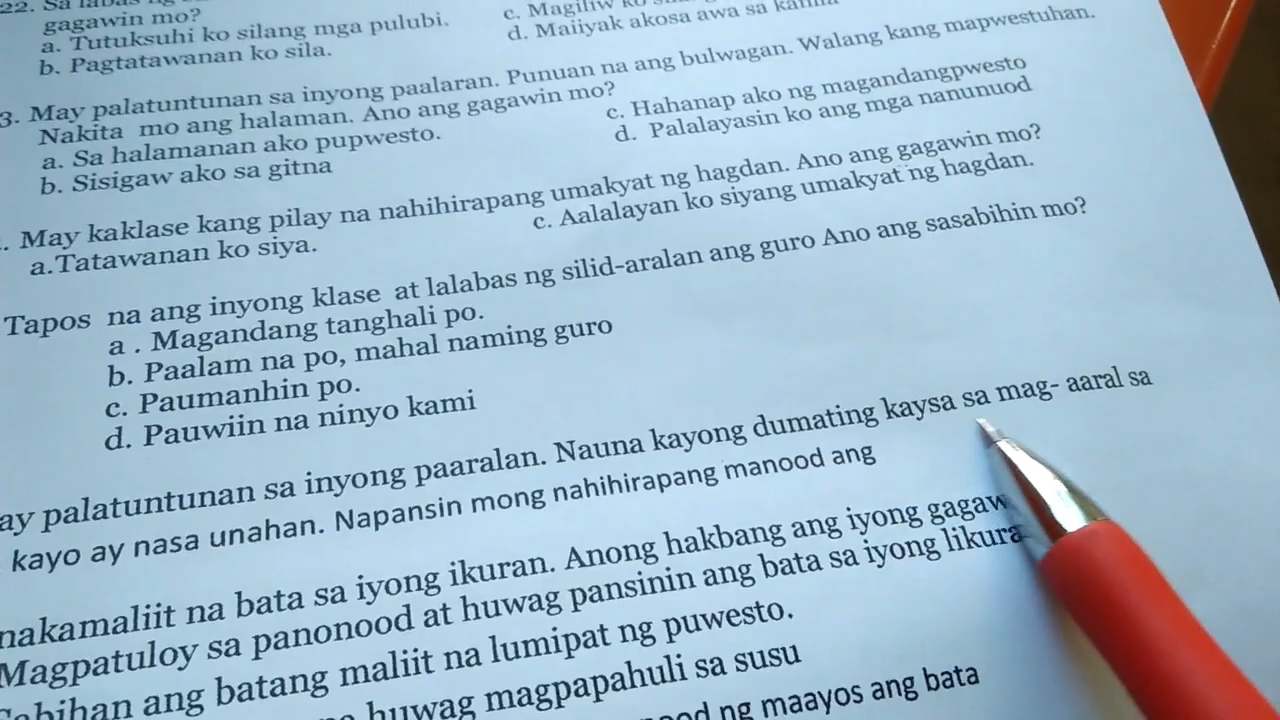 22. Sa labas ng
gagawin mo?
a. Tutuksuhi ko silang mga pulubi.
c. Magiliw ko
b. Pagtatawanan ko sila.
d. Maiiyak akosa awa sa kanila
3. May palatuntunan sa inyong paalaran. Punuan na ang bulwagan. Walang kang mapwestuhan.
Nakita mo ang halaman. Ano ang gagawin mo?
a. Sa halamanan ako pupwesto.
c. Hahanap ako ng magandangpwesto
b. Sisigaw ako sa gitna
d. Palalayasin ko ang mga nanunuod
. May kaklase kang pilay na nahihirapang umakyat ng hagdan. Ano ang gagawin mo?
a.Tatawanan ko siya.
c. Aalalayan ko siyang umakyat ng hagdan.
Tapos na ang inyong klase at lalabas ng silid-aralan ang guro Ano ang sasabihin mo?
a . Magandang tanghali po.
b. Paalam na po, mahal naming guro
c. Paumanhin po.
d. Pauwiin na ninyo kami
ay palatuntunan sa inyong paaralan. Nauna kayong dumating kaysa sa mag- aaral sa
kayo ay nasa unahan. Napansin mong nahihirapang manood ang
nakamaliit na bata sa iyong ikuran. Anong hakbang ang iyong gagaw
Magpatuloy sa panonood at huwag pansinin ang bata sa iyong likura
ang batang maliit na lumipat ng puwesto.
huwag magpapahuli sa susu
ng maayos ang bata